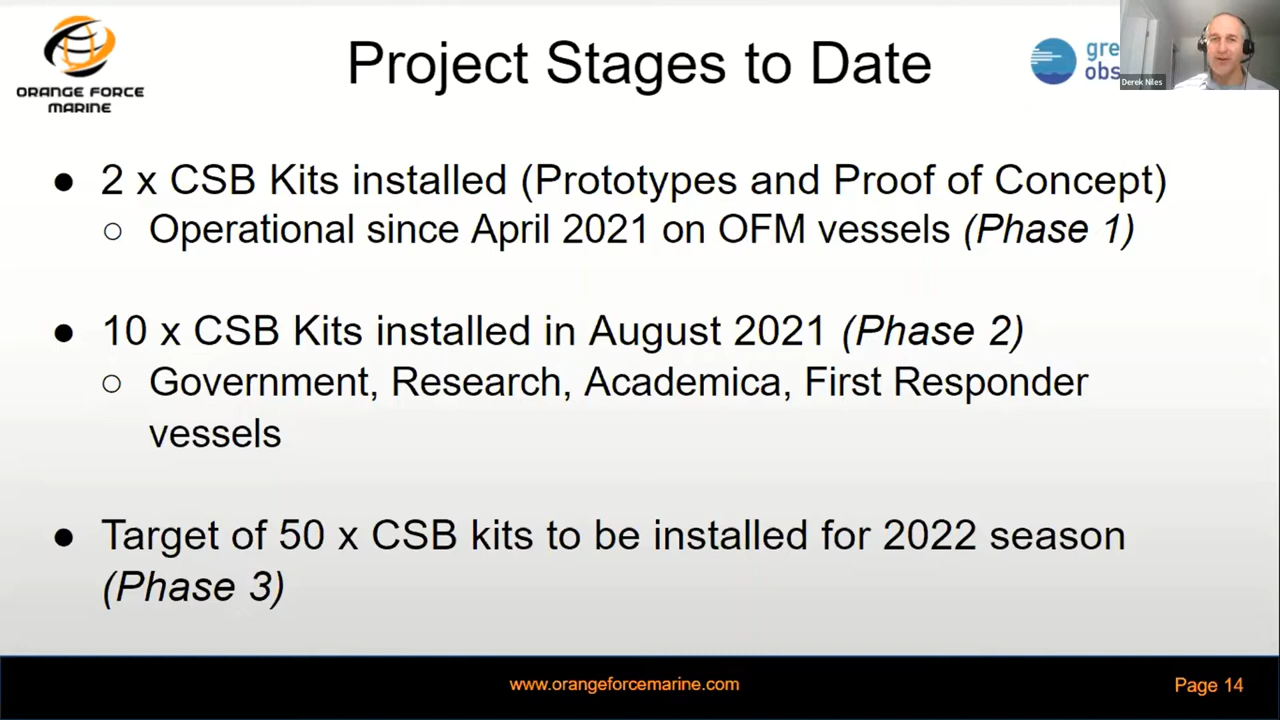 ORANGE FORCE
MARINE
Project Stages to Date
gre
obs
Derek Niles
● 2 x CSB Kits installed (Prototypes and Proof of Concept)
○ Operational since April 2021 on OFM vessels (Phase 1)
● 10 x CSB Kits installed in August 2021 (Phase 2)
○ Government, Research, Academica, First Responder
vessels
● Target of 50 x CSB kits to be installed for 2022 season
(Phase 3)
www.orangeforcemarine.com
Page 14